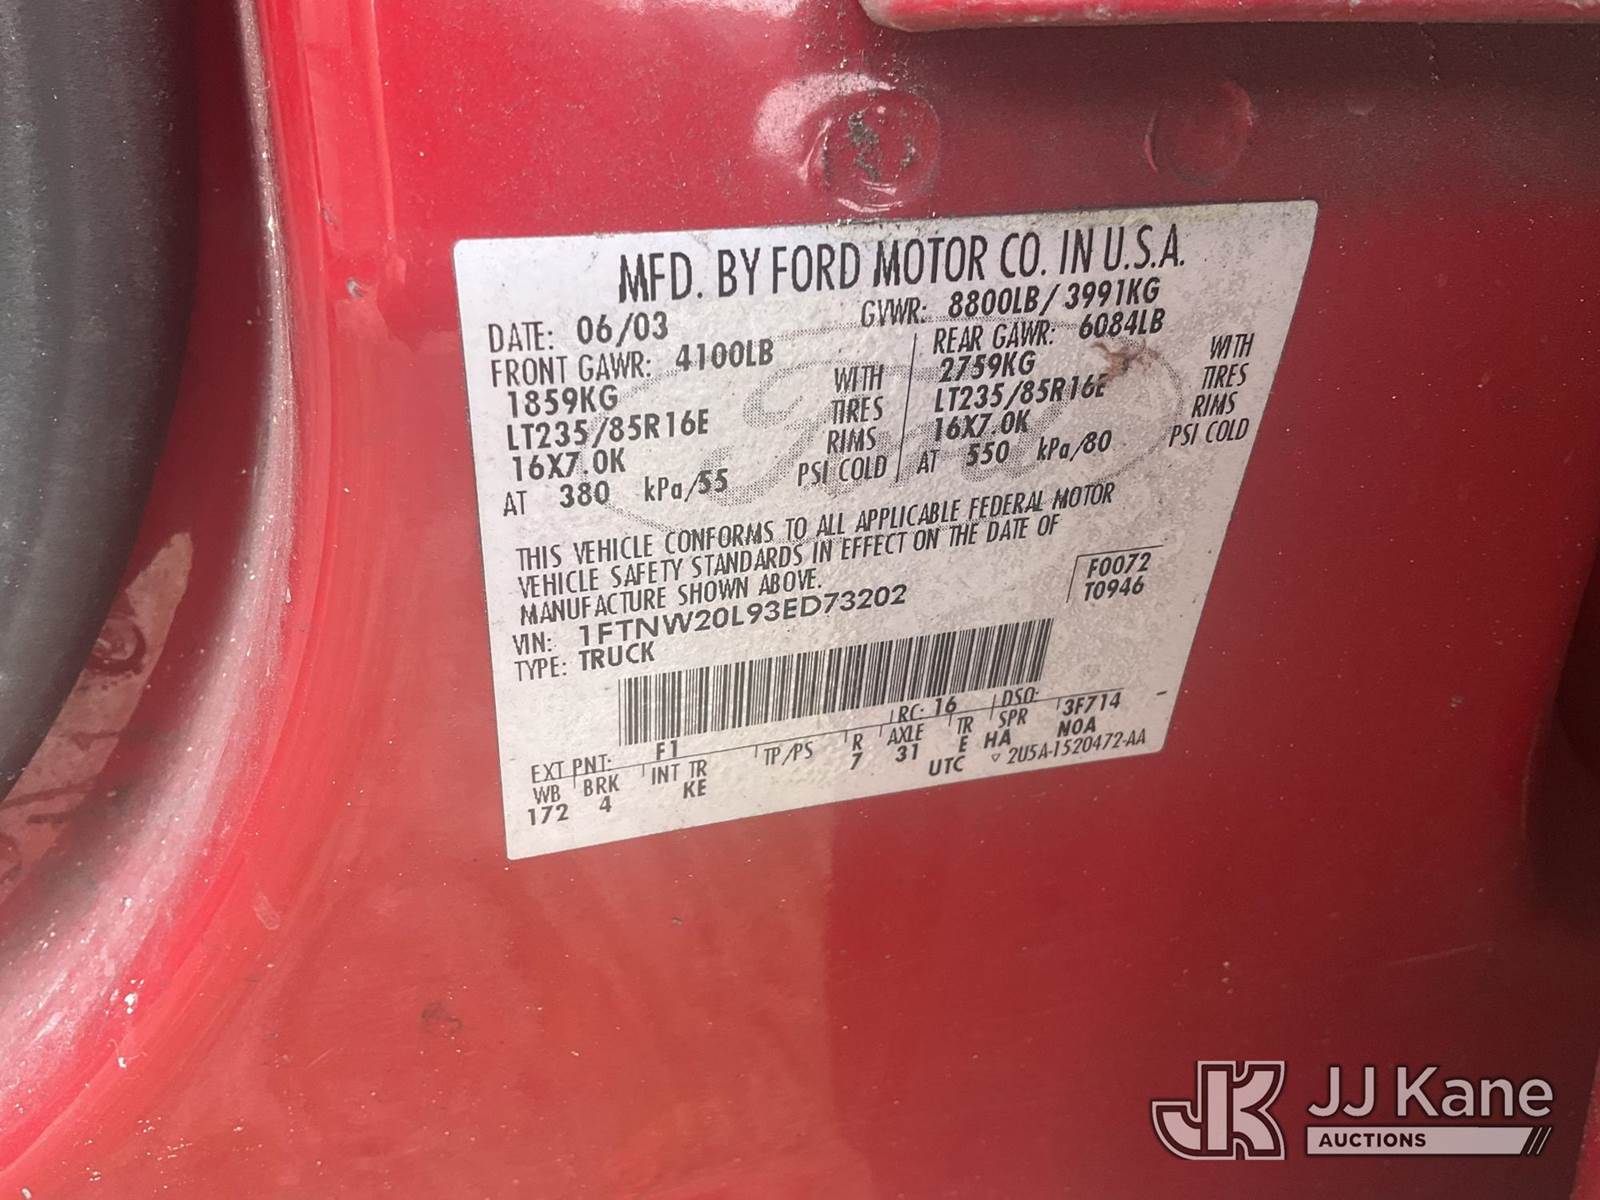 MFD. BY FORD MOTOR CO. IN U.S.A.
DATE: 06/03 GVWR: 8800LB/ 3991KG
FRONT GAWR: 4100LB REAR GAWR: 6084LB
1859KG WITH 2759KG WITH
LT235/85R16E TIRES LT235/85R16E TIRES
16X7.0K RIMS 16X7.0K RIMS
AT 380 kPa/55 PSI COLD AT 550 kPa/80 PSI COLD
THIS VEHICLE CONFORMS TO ALL APPLICABLE FEDERAL MOTOR
VEHICLE SAFETY STANDARDS IN EFFECT ON THE DATE OF
MANUFACTURE SHOWN ABOVE.
F0072
VIN: 1FTNW20L93ED73202 T0946
TYPE: TRUCK
EXT PNT: F1 RC: 16 DSO: 3F714
WB BRK INT TR TP/PS R AXLE TR SPR
172 4 KE 7 31 E HA N0A
UTC ▽ 2U5A-1520472-AA
JK JJ Kane
AUCTIONS